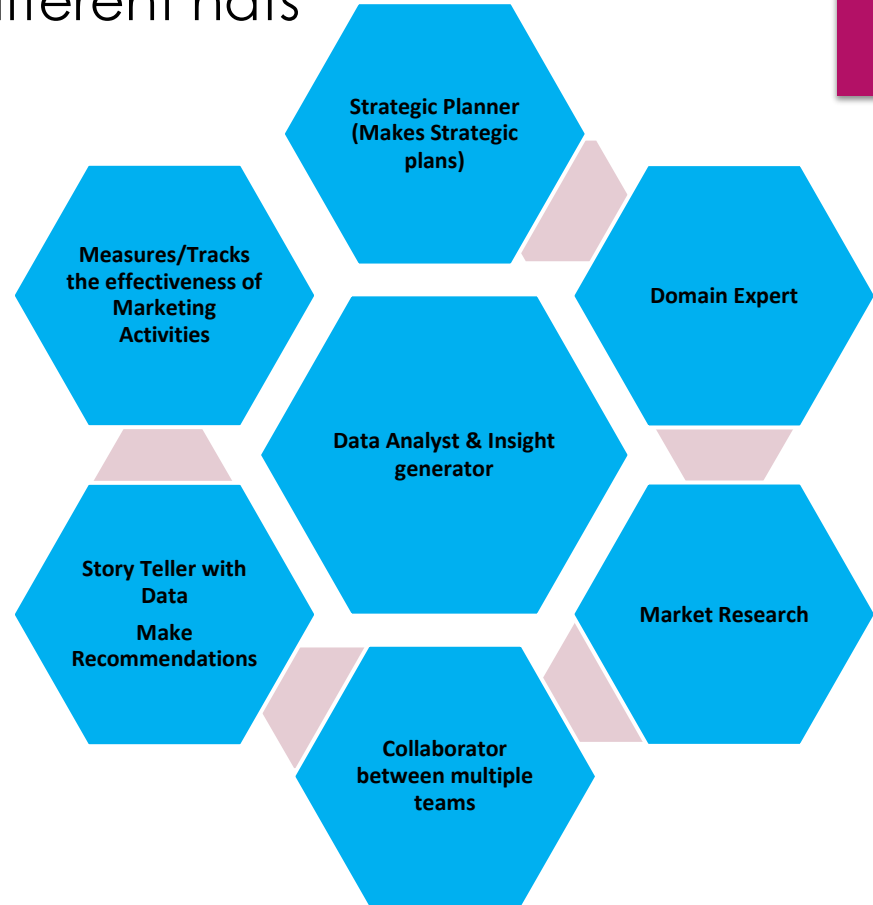 different hats
Strategic Planner
(Makes Strategic
plans)
Measures/Tracks
the effectiveness of
Marketing
Activities
Domain Expert
Data Analyst & Insight
generator
Story Teller with
Data
Make
Recommendations
Market Research
Collaborator
between multiple
teams